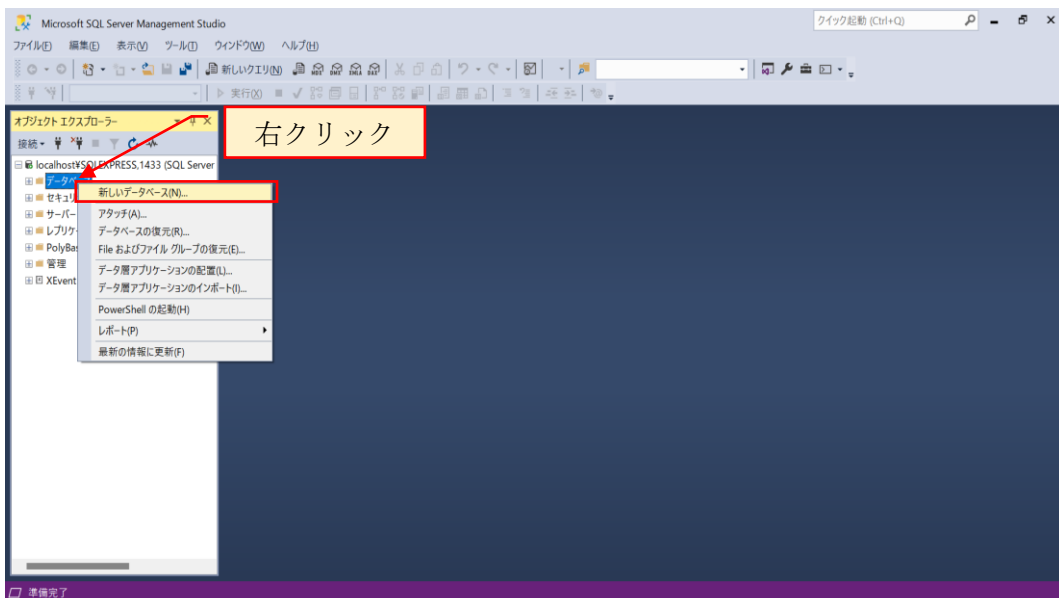 Microsoft SQL Server Management Studio
クイック起動 (Ctrl+Q)
ファイル(F) 編集(E) 表示(V) ツール(T) ウィンドウ(W) ヘルプ(H)
新しいクエリ(N)
実行(X)
オブジェクト エクスプローラー
右クリック
接続
localhost¥SQLEXPRESS,1433 (SQL Server
データベ
新しいデータベース(N)...
セキュリ
サーバー
アタッチ(A)...
レプリケ
データベースの復元(R)...
PolyBas
File およびファイル グループの復元(E)...
管理
データ層アプリケーションの配置(L)...
XEvent
データ層アプリケーションのインポート(I)...
PowerShell の起動(H)
レポート(P)
最新の情報に更新(F)
準備完了